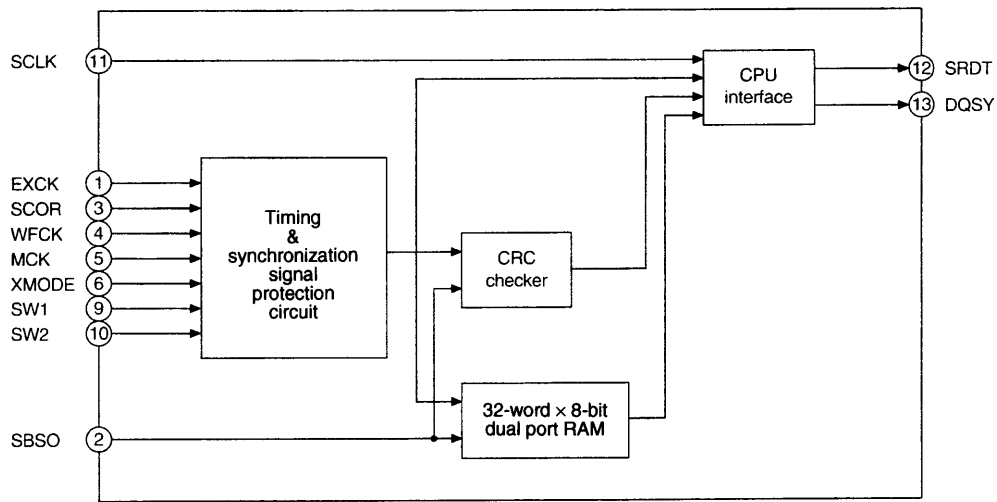 SCLK
11
CPU
interface
12
SRDT
13
DQSY
EXCK
1
SCOR
3
WFCK
4
MCK
5
XMODE
6
SW1
9
SW2
10
Timing
&
synchronization
signal
protection
circuit
CRC
checker
32-word × 8-bit
dual port RAM
SBSO
2